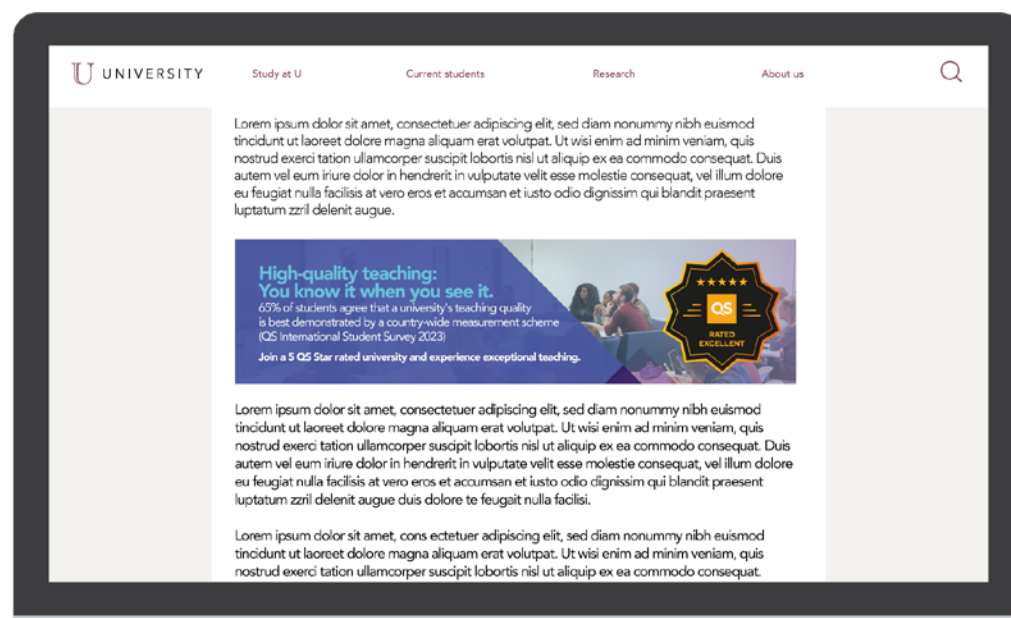 U UNIVERSITY
Study at U
Current students
Research
About us
Lorem ipsum dolor sit amet, consectetuer adipiscing elit, sed diam nonummy nibh euismod
tincidunt ut laoreet dolore magna aliquam erat volutpat. Ut wisi enim ad minim veniam, quis
nostrud exerci tation ullamcorper suscipit lobortis nisl ut aliquip ex ea commodo consequat. Duis
autem vel eum iriure dolor in hendrerit in vulputate velit esse molestie consequat, vel illum dolore
eu feugiat nulla facilisis at vero eros et accumsan et iusto odio dignissim qui blandit praesent
luptatum zzril delenit augue.
High-quality teaching:
You know it when you see it.
65% of students agree that a university's teaching quality
is best demonstrated by a country-wide measurement scheme
(QS International Student Survey 2023)
Join a 5 QS Star rated university and experience exceptional teaching.
QS
RATED
EXCELLENT
Lorem ipsum dolor sit amet, consectetuer adipiscing elit, sed diam nonummy nibh euismod
tincidunt ut laoreet dolore magna aliquam erat volutpat. Ut wisi enim ad minim veniam, quis
nostrud exerci tation ullamcorper suscipit lobortis nisl ut aliquip ex ea commodo consequat. Duis
autem vel eum iriure dolor in hendrerit in vulputate velit esse molestie consequat, vel illum dolore
eu feugiat nulla facilisis at vero eros et accumsan et iusto odio dignissim qui blandit praesent
luptatum zzril delenit augue duis dolore te feugait nulla facilisi.
Lorem ipsum dolor sit amet, cons ectetuer adipiscing elit, sed diam nonummy nibh euismod
tincidunt ut laoreet dolore magna aliquam erat volutpat. Ut wisi enim ad minim veniam, quis
nostrud exerci tation ullamcorper suscipit lobortis nisl ut aliquip ex ea commodo consequat.